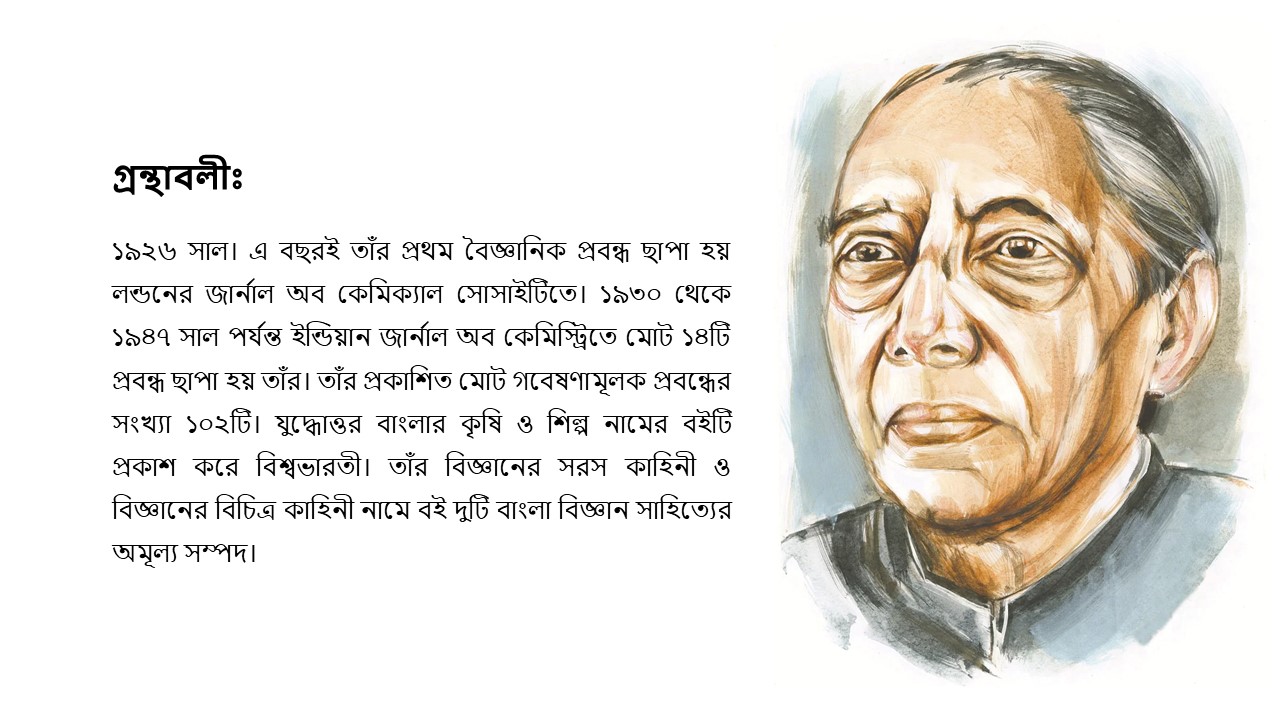 গ্রন্থাবলীঃ
১৯২৬ সাল। এ বছরই তাঁর প্রথম বৈজ্ঞানিক প্রবন্ধ ছাপা হয়
লন্ডনের জার্নাল অব কেমিক্যাল সোসাইটিতে। ১৯৩০ থেকে
১৯৪৭ সাল পর্যন্ত ইন্ডিয়ান জার্নাল অব কেমিস্ট্রিতে মোট ১৪টি
প্রবন্ধ ছাপা হয় তাঁর। তাঁর প্রকাশিত মোট গবেষণামূলক প্রবন্ধের
সংখ্যা ১০২টি। যুদ্ধোত্তর বাংলার কৃষি ও শিল্প নামের বইটি
প্রকাশ করে বিশ্বভারতী। তাঁর বিজ্ঞানের সরস কাহিনী ও
বিজ্ঞানের বিচিত্র কাহিনী নামে বই দুটি বাংলা বিজ্ঞান সাহিত্যের
অমূল্য সম্পদ।